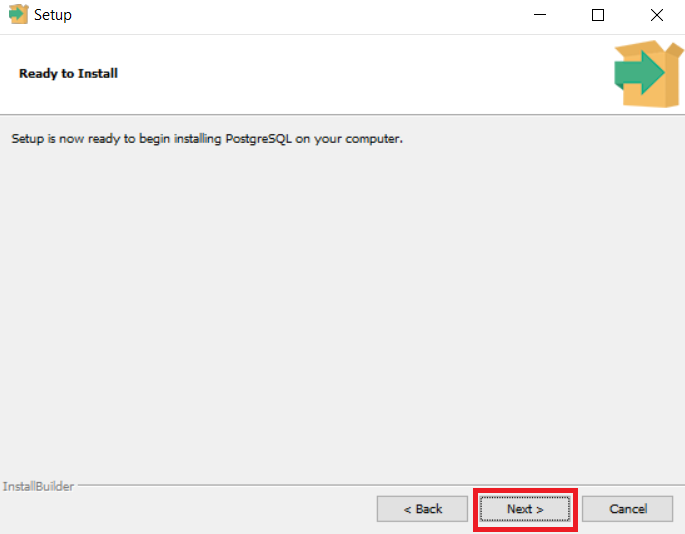 Setup
Ready to Install
Setup is now ready to begin installing PostgreSQL on your computer.
InstallBuilder
< Back
Next >
Cancel